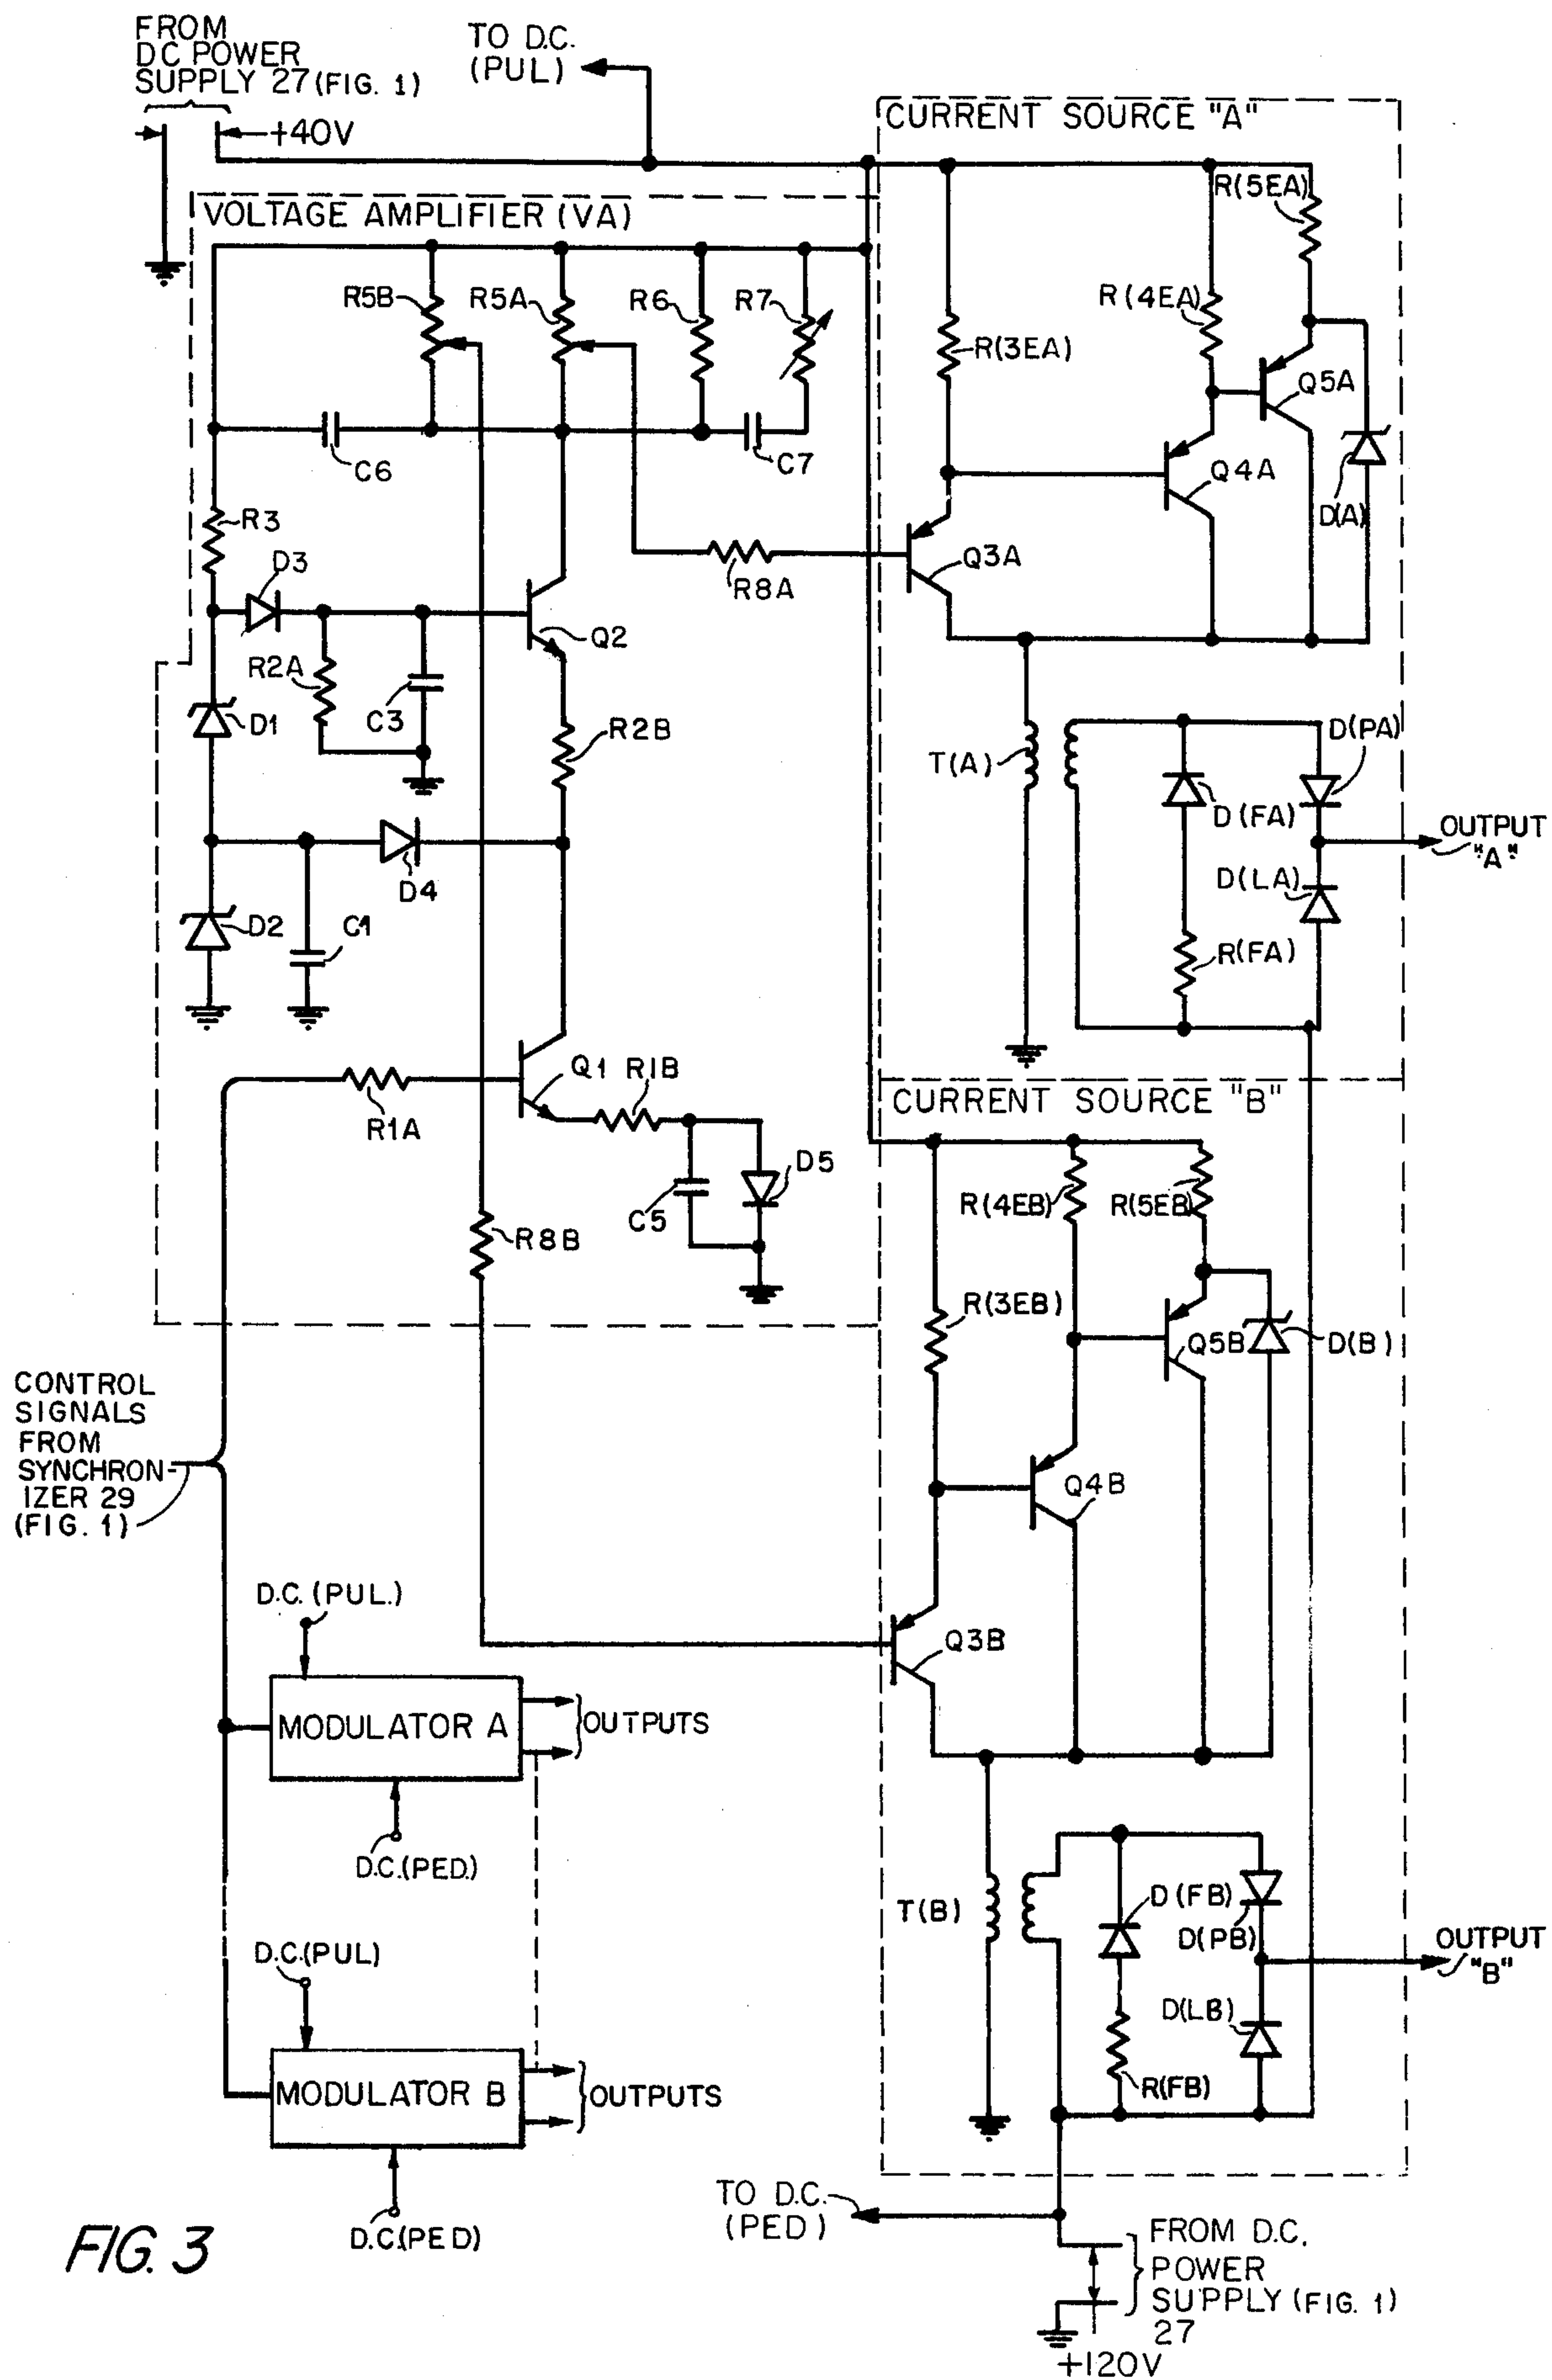 FROM
DC POWER
SUPPLY 27 (FIG. 1)
+40V
TO D.C.
(PUL)
CURRENT SOURCE "A"
R(5EA)
VOLTAGE AMPLIFIER (VA)
R5B
R5A
R6
R7
R(4EA)
R(3EA)
Q5A
C6
C7
Q4A
D(A)
R3
D3
Q3A
R8A
Q2
R2A
C3
D1
R2B
T(A)
D(PA)
D(FA)
OUTPUT
"A"
D4
D(LA)
D2
C1
R(FA)
Q1
R1B
R1A
CURRENT SOURCE "B"
D5
C5
R(4EB)
R(5EB)
R8B
R(3EB)
Q5B
D(B)
CONTROL
SIGNALS
FROM
SYNCHRON-
IZER 29
(FIG. 1)
Q4B
D.C. (PUL.)
Q3B
MODULATOR A
OUTPUTS
D.C.(PED.)
T(B)
D(FB)
D(PB)
OUTPUT
"B"
D.C.(PUL)
D(LB)
MODULATOR B
OUTPUTS
R(FB)
D.C.(PED)
TO D.C.
(PED)
FROM D.C.
POWER
SUPPLY (FIG. 1)
27
+120V
FIG. 3